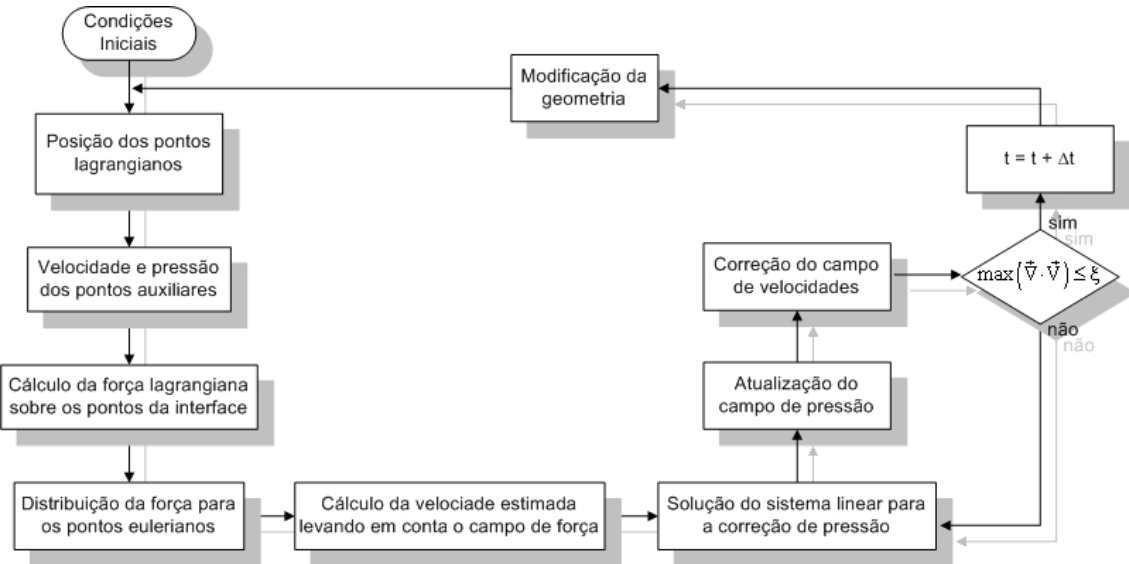 Condições
Iniciais
Modificação da
geometria
Posição dos pontos
lagrangianos
t = t + Δt
sim
sim
Velocidade e pressão
dos pontos auxiliares
Correção do campo
de velocidades
max(∇⃗·V⃗) ≤ ξ
não
não
Cálculo da força lagrangiana
sobre os pontos da interface
Atualização do
campo de pressão
Distribuição da força para
os pontos eulerianos
Cálculo da velociade estimada
levando em conta o campo de força
Solução do sistema linear para
a correção de pressão